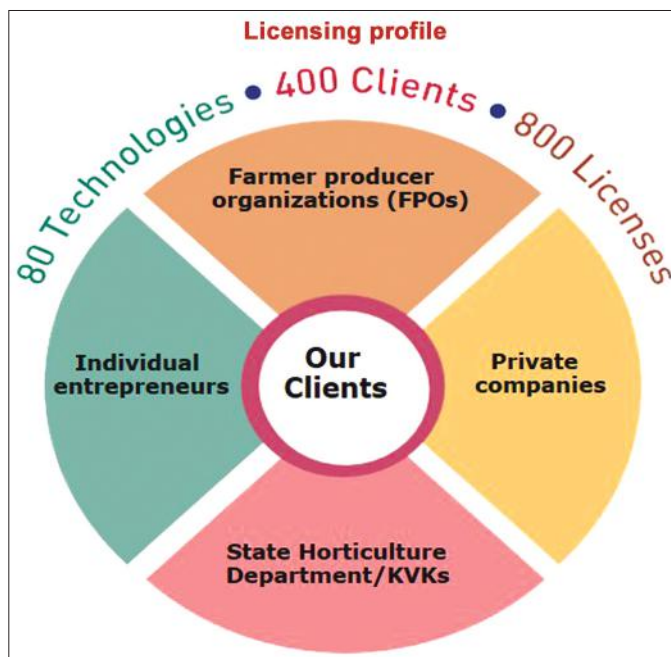 Licensing profile
80 Technologies • 400 Clients • 800 Licenses
Farmer producer
organizations (FPOs)
Individual
entrepreneurs
Our
Clients
Private
companies
State Horticulture
Department/KVKs